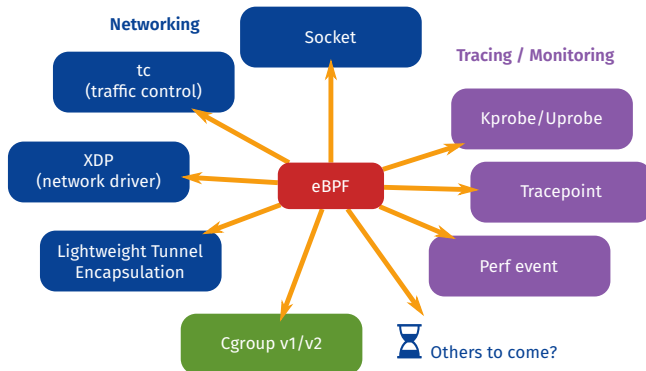 Networking
Socket
Tracing / Monitoring
tc
(traffic control)
Kprobe/Uprobe
XDP
(network driver)
eBPF
Tracepoint
Lightweight Tunnel
Encapsulation
Perf event
Cgroup v1/v2
Others to come?